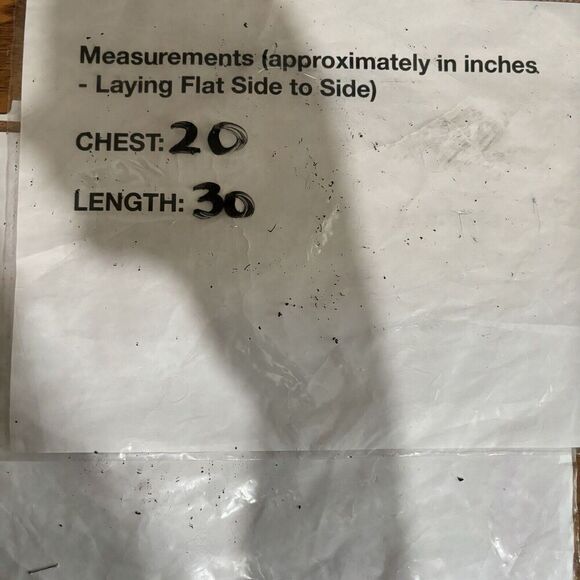 Measurements (approximately in inches
- Laying Flat Side to Side)
CHEST: 20
LENGTH: 30